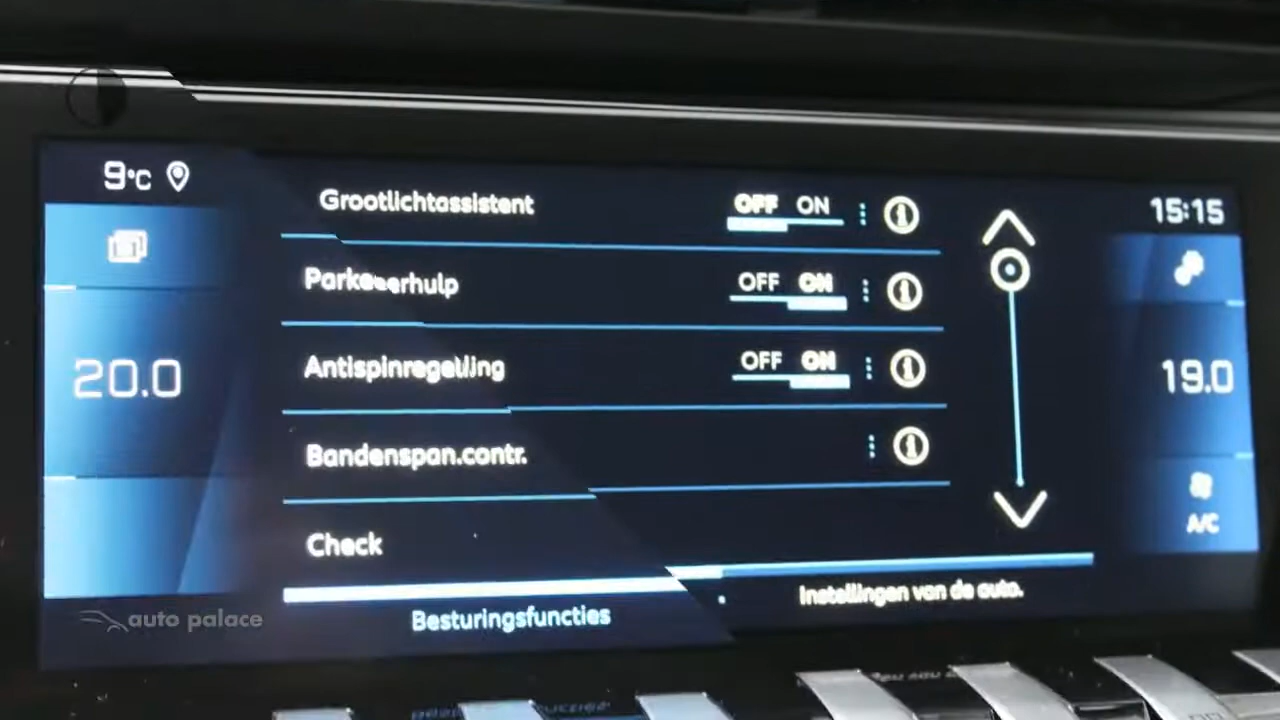 9°C
Grootlichtassistent OFF ON
15:15
Parkeerhulp OFF ON
20.0
Antispinregeling OFF ON
19.0
Bandenspan.contr.
A/C
Check
Instellingen van de auto.
Besturingsfuncties
auto palace